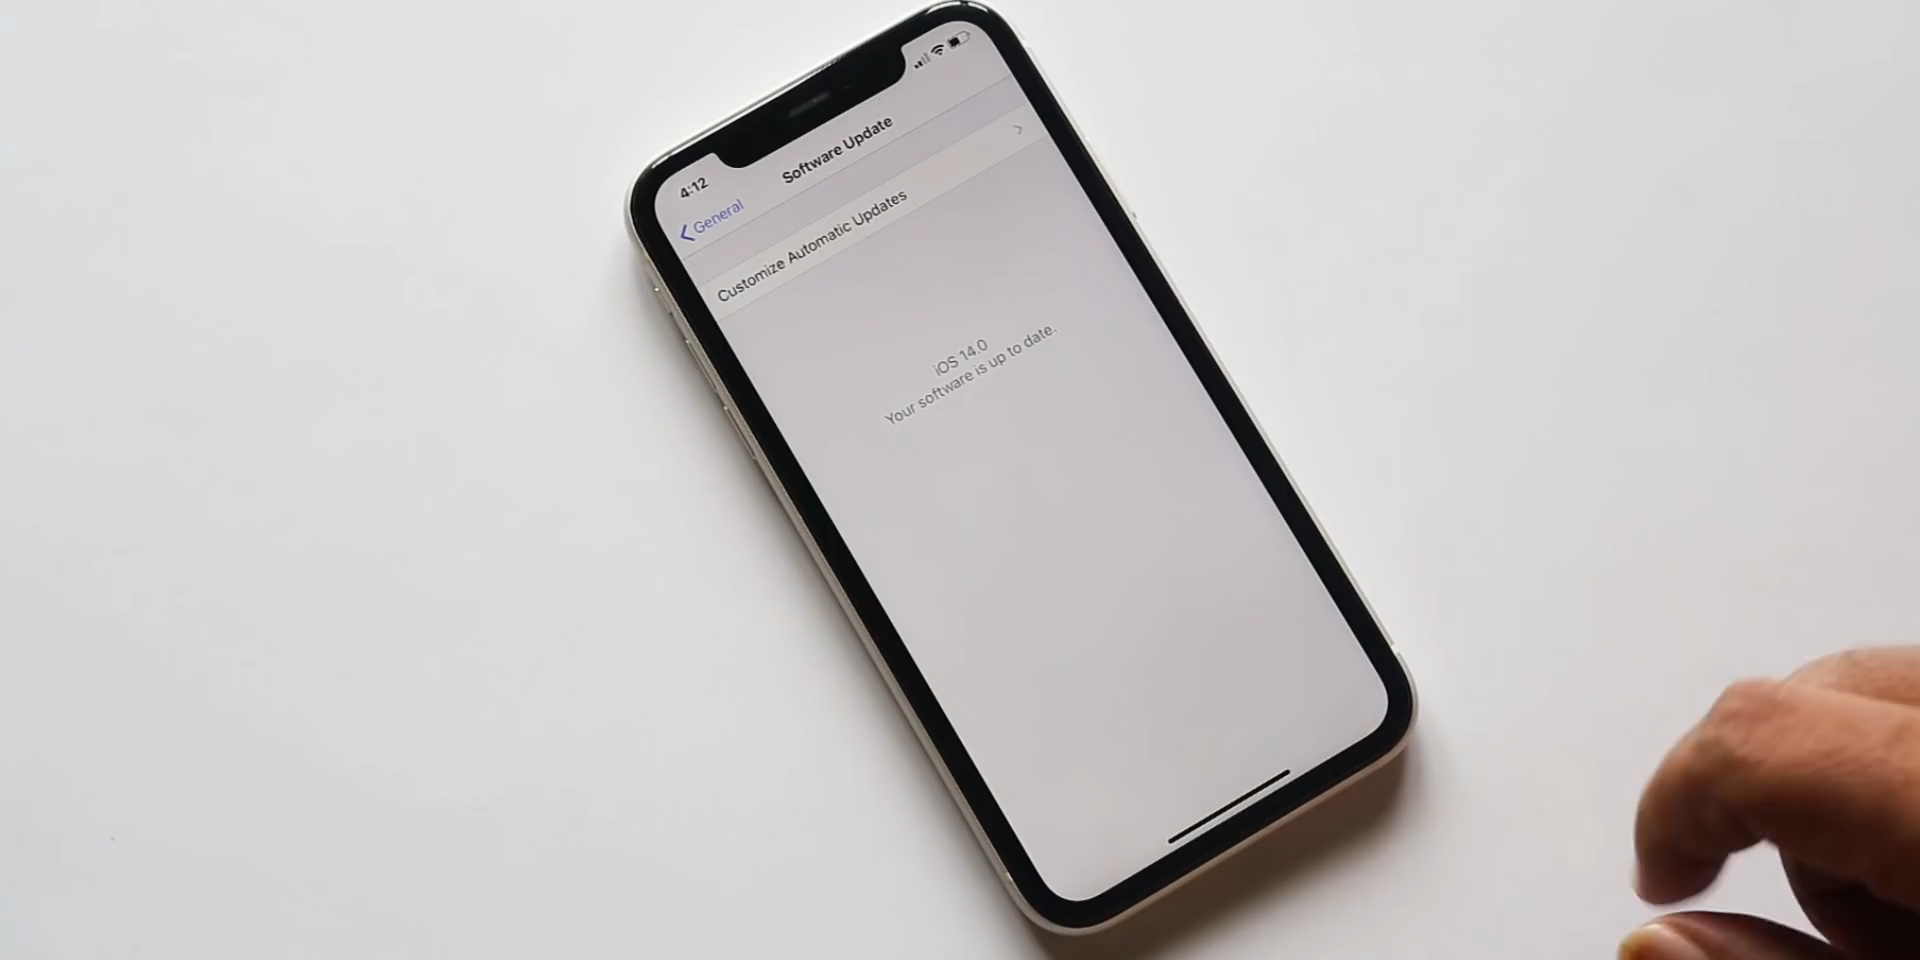 4:12
General
Software Update
Customize Automatic Updates
iOS 14.0
Your software is up to date.